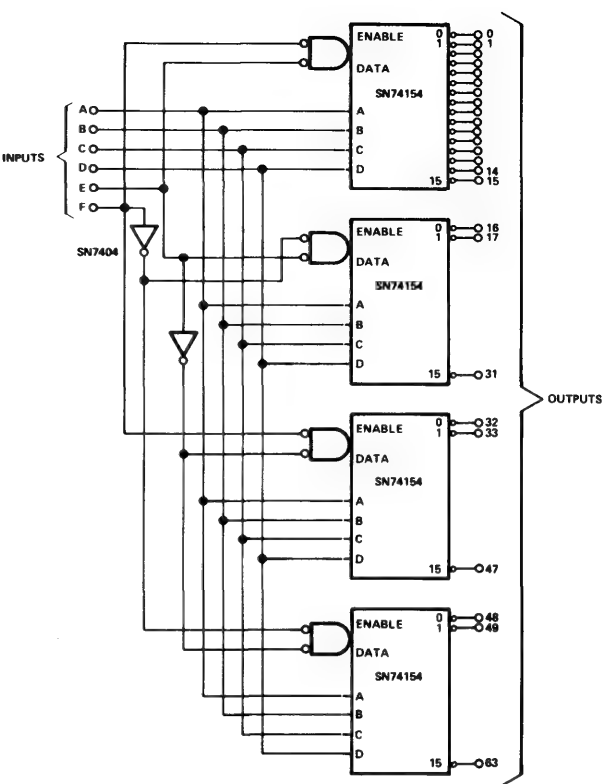 INPUTS
A
B
C
D
E
F
SN7404
ENABLE
DATA
SN74154
A
B
C
D
0
1
14
15
0
1
14
15
ENABLE
DATA
SN74154
A
B
C
D
0
1
15
16
17
31
ENABLE
DATA
SN74154
A
B
C
D
0
1
15
32
33
47
ENABLE
DATA
SN74154
A
B
C
D
0
1
15
48
49
63
OUTPUTS